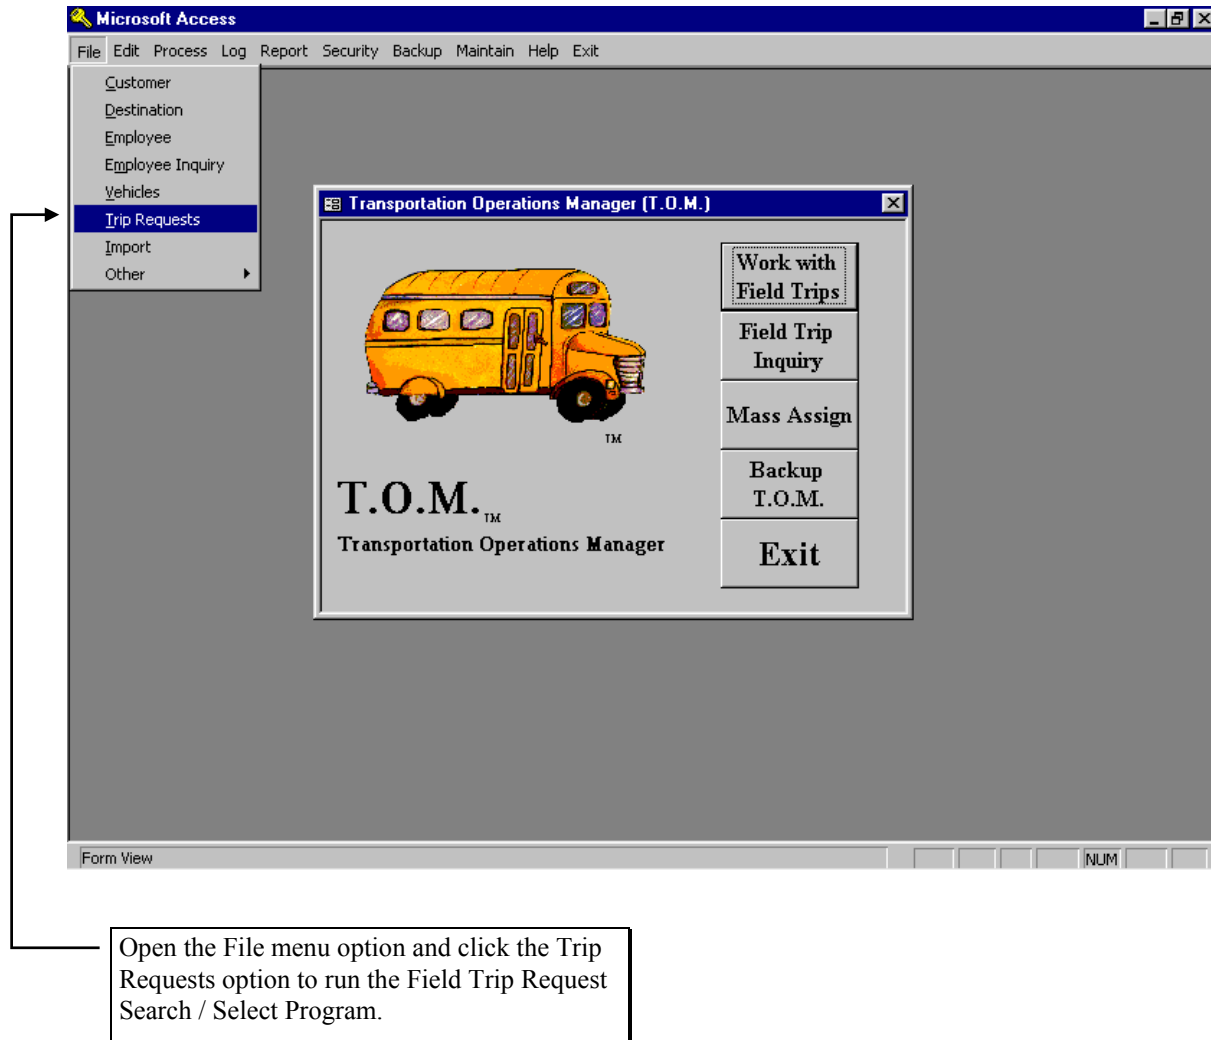 Microsoft Access
File Edit Process Log Report Security Backup Maintain Help Exit
Customer
Destination
Employee
Employee Inquiry
Vehicles
Trip Requests
Import
Other
Transportation Operations Manager (T.O.M.)
Work with
Field Trips
Field Trip
Inquiry
Mass Assign
Backup
T.O.M.
Exit
TM
T.O.M.TM
Transportation Operations Manager
Form View
NUM
Open the File menu option and click the Trip
Requests option to run the Field Trip Request
Search / Select Program.